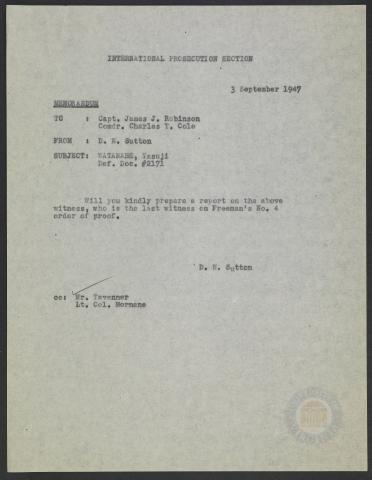 INTERNATIONAL PROSECUTION SECTION
3 September 1947
MEMORANDUM
TO : Capt. James J. Robinson
Comdr. Charles T. Cole
FROM : D. N. Sutton
SUBJECT: WATANABE, Yasuji
Def. Doc. #2171
Will you kindly prepare a report on the above
witness, who is the last witness on Freeman's No. 4
order of proof.
D. N. Sutton
cc: Mr. Tavenner
Lt. Col. Mornane